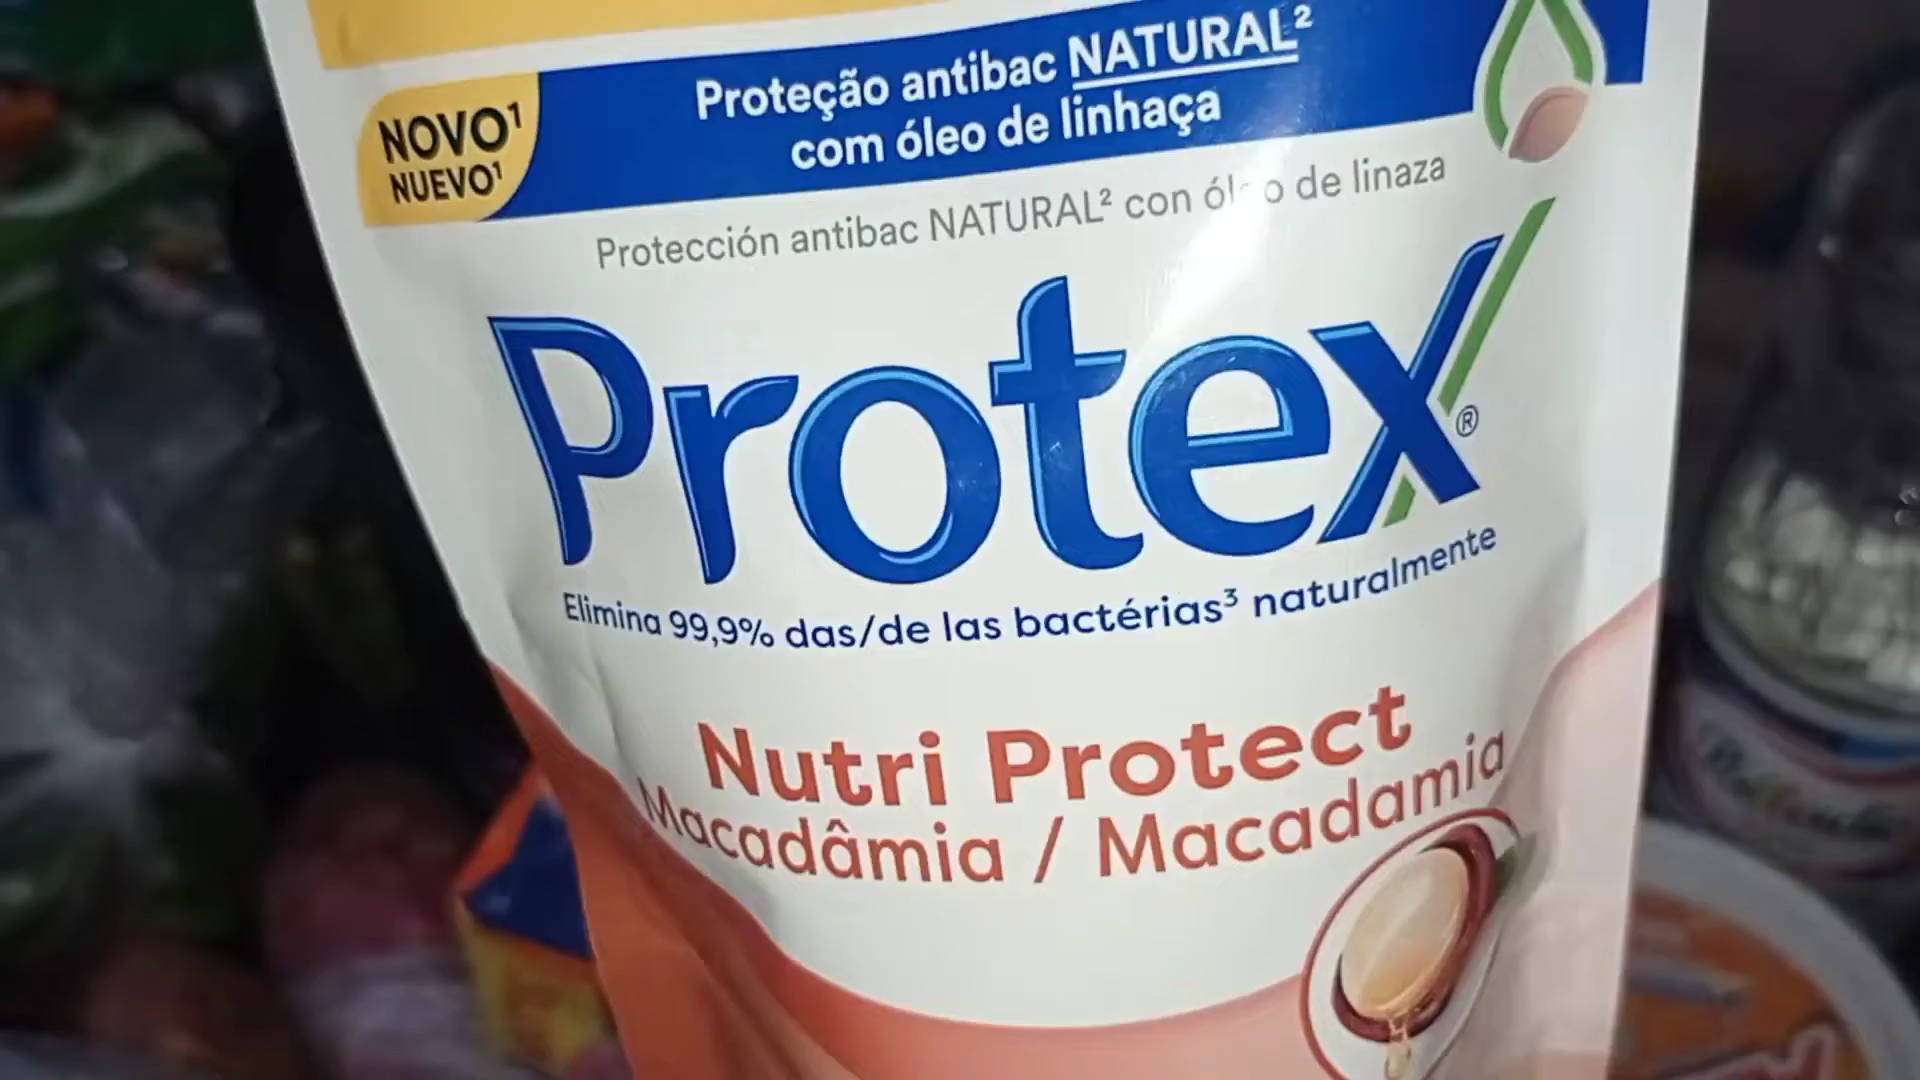 NOVO¹
NUEVO¹
Proteção antibac NATURAL²
com óleo de linhaça
Protección antibac NATURAL² con óleo de linaza
Protex®
Elimina 99,9% das/de las bactérias³ naturalmente
Nutri Protect
Macadâmia / Macadamia